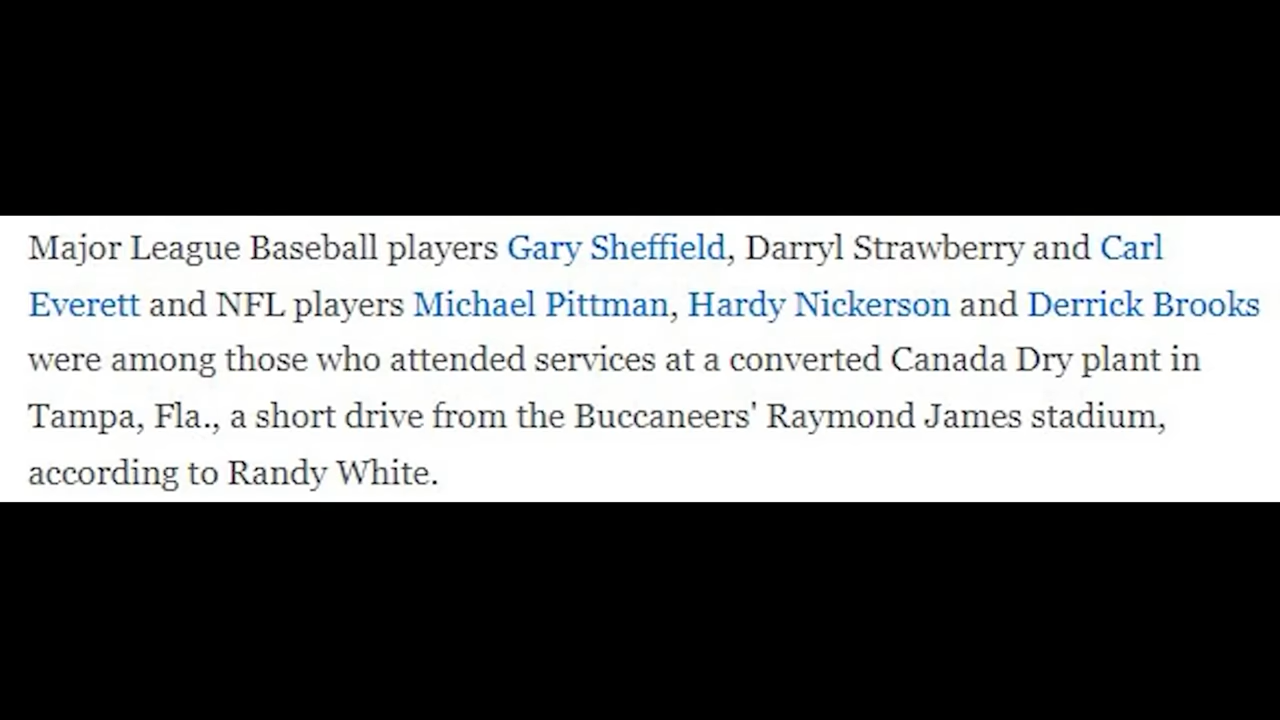 Major League Baseball players Gary Sheffield, Darryl Strawberry and Carl
Everett and NFL players Michael Pittman, Hardy Nickerson and Derrick Brooks
were among those who attended services at a converted Canada Dry plant in
Tampa, Fla., a short drive from the Buccaneers' Raymond James stadium,
according to Randy White.